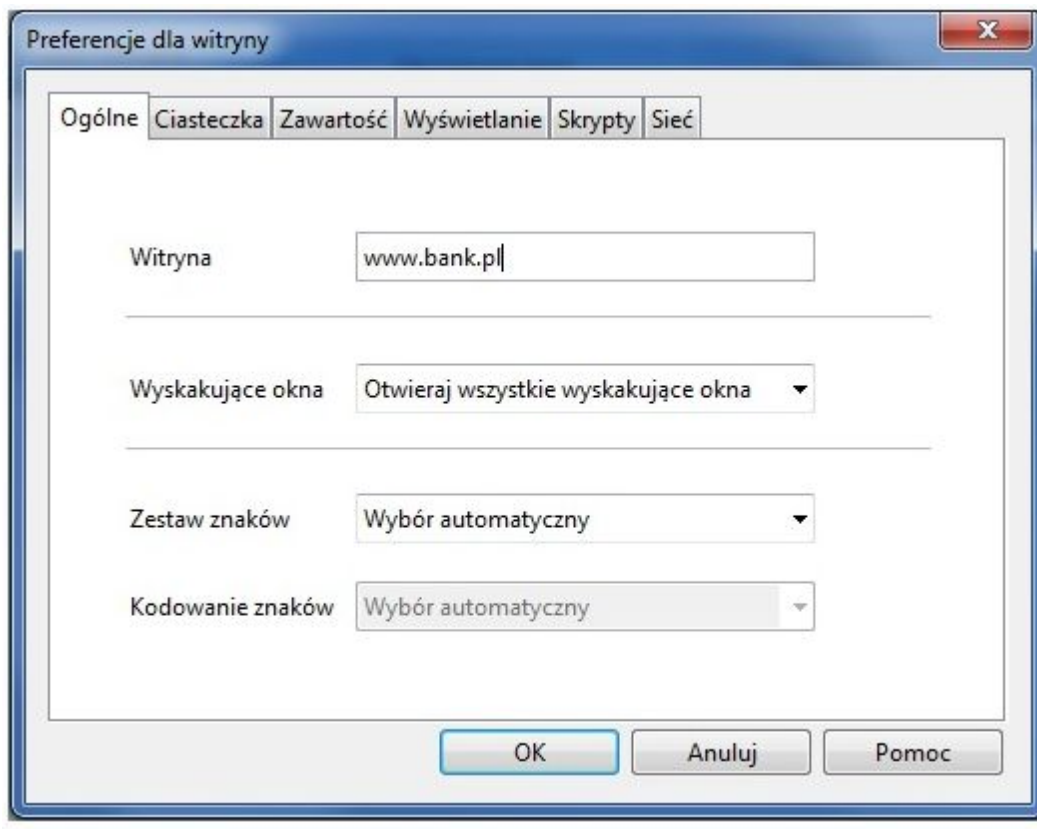 Preferencje dla witryny
Ogólne Ciasteczka Zawartość Wyświetlanie Skrypty Sieć
Witryna www.bank.pl
Wyskakujące okna Otwieraj wszystkie wyskakujące okna
Zestaw znaków Wybór automatyczny
Kodowanie znaków Wybór automatyczny
OK Anuluj Pomoc